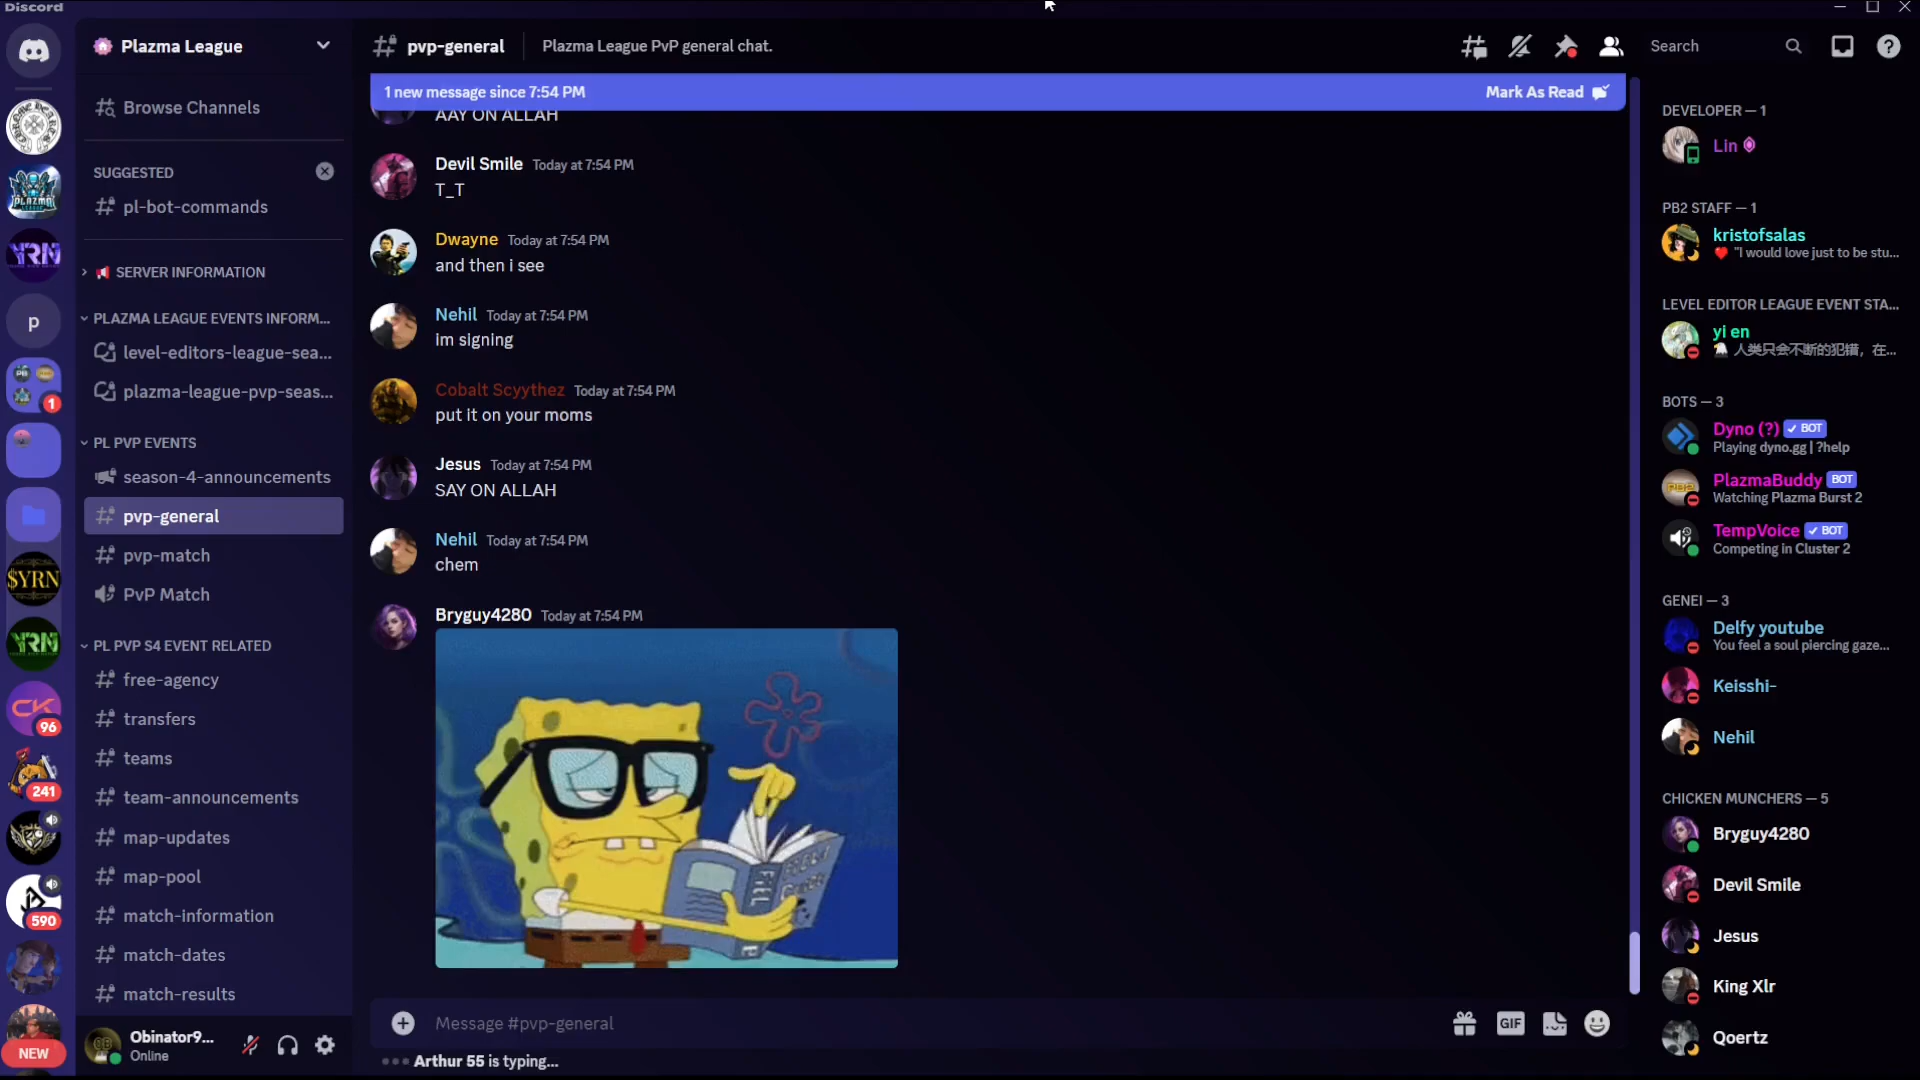 Discord
Plazma League
Browse Channels
SUGGESTED
pl-bot-commands
SERVER INFORMATION
PLAZMA LEAGUE EVENTS INFORM...
level-editors-league-sea...
plazma-league-pvp-seas...
PL PVP EVENTS
season-4-announcements
pvp-general
pvp-match
PvP Match
PL PVP S4 EVENT RELATED
free-agency
transfers
teams
team-announcements
map-updates
map-pool
match-information
match-dates
match-results
Obinator9...
Online
PLAZMA
YRN
p
1
$YRN
YRN
CK
96
241
590
NEW
pvp-general
Plazma League PvP general chat.
Search
1 new message since 7:54 PM
Mark As Read
AAY ON ALLAH
Devil Smile Today at 7:54 PM
T_T
Dwayne Today at 7:54 PM
and then i see
Nehil Today at 7:54 PM
im signing
Cobalt Scyythez Today at 7:54 PM
put it on your moms
Jesus Today at 7:54 PM
SAY ON ALLAH
Nehil Today at 7:54 PM
chem
Bryguy4280 Today at 7:54 PM
Message #pvp-general
GIF
Arthur 55 is typing...
DEVELOPER — 1
Lin
PB2 STAFF — 1
kristofsalas
"I would love just to be stu...
LEVEL EDITOR LEAGUE EVENT STA...
yi en
人类只会不断的犯错，在...
BOTS — 3
Dyno (?) BOT
Playing dyno.gg | ?help
PlazmaBuddy BOT
Watching Plazma Burst 2
TempVoice BOT
Competing in Cluster 2
GENEI — 3
Delfy youtube
You feel a soul piercing gaze...
Keisshi-
Nehil
CHICKEN MUNCHERS — 5
Bryguy4280
Devil Smile
Jesus
King Xlr
Qoertz